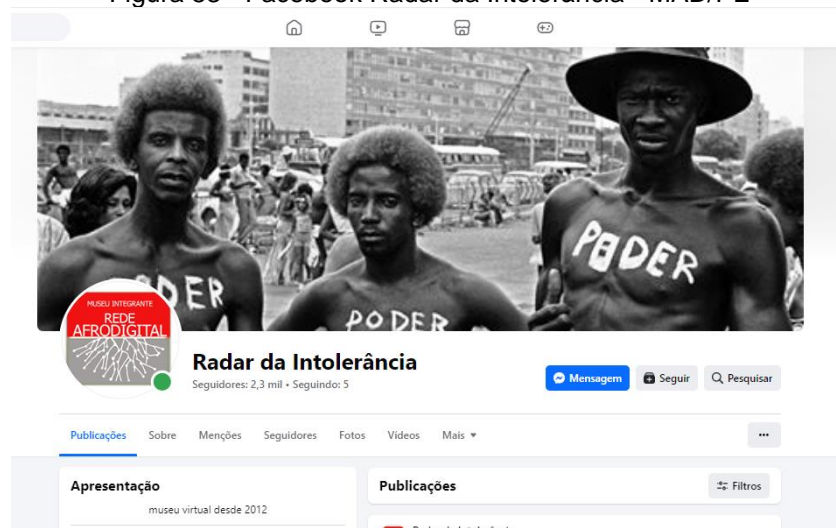 Figura 38 - Facebook Radar da Intolerância - MAD/PE
PODER
PODER
PODER
MUSEU INTEGRANTE
REDE
AFRODIGITAL
Radar da Intolerância
Seguidores: 2,3 mil • Seguindo: 5
Mensagem
Seguir
Pesquisar
Publicações Sobre Menções Seguidores Fotos Vídeos Mais
Apresentação
museu virtual desde 2012
Publicações
Filtros